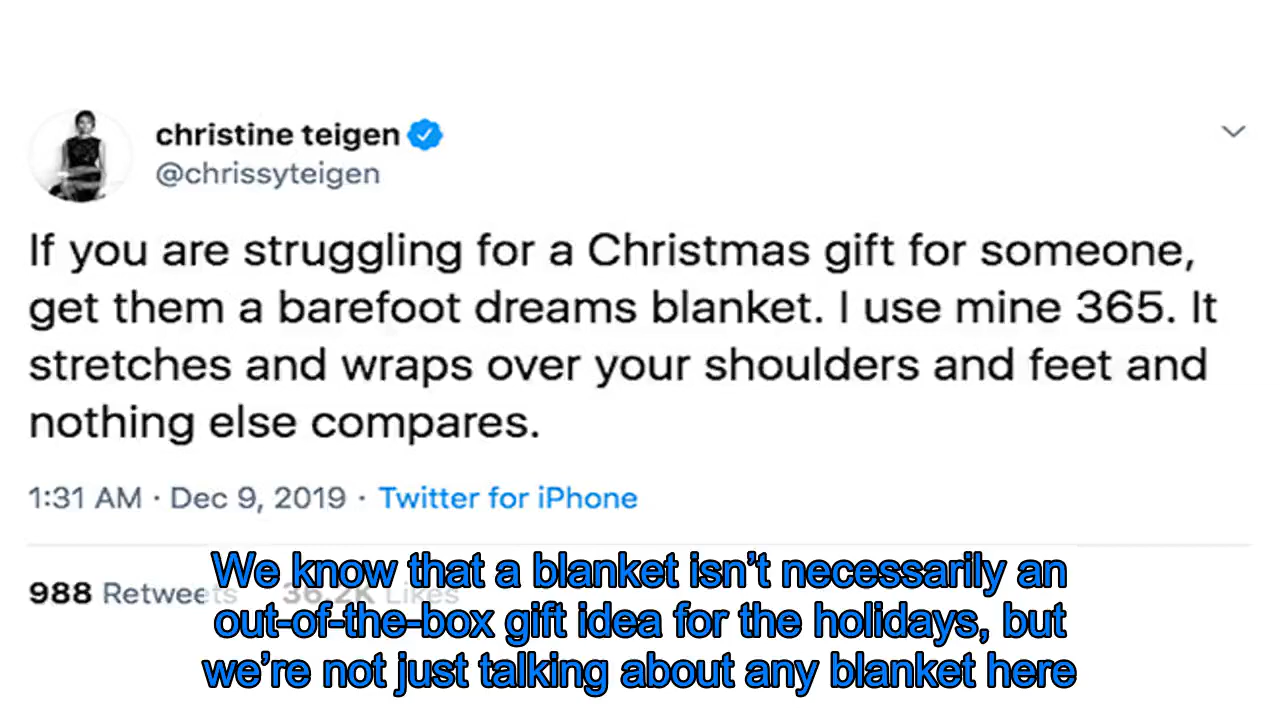 christine teigen
@chrissyteigen
If you are struggling for a Christmas gift for someone,
get them a barefoot dreams blanket. I use mine 365. It
stretches and wraps over your shoulders and feet and
nothing else compares.
1:31 AM · Dec 9, 2019 · Twitter for iPhone
988 Retweets 36.2K Likes
We know that a blanket isn’t necessarily an
out-of-the-box gift idea for the holidays, but
we’re not just talking about any blanket here